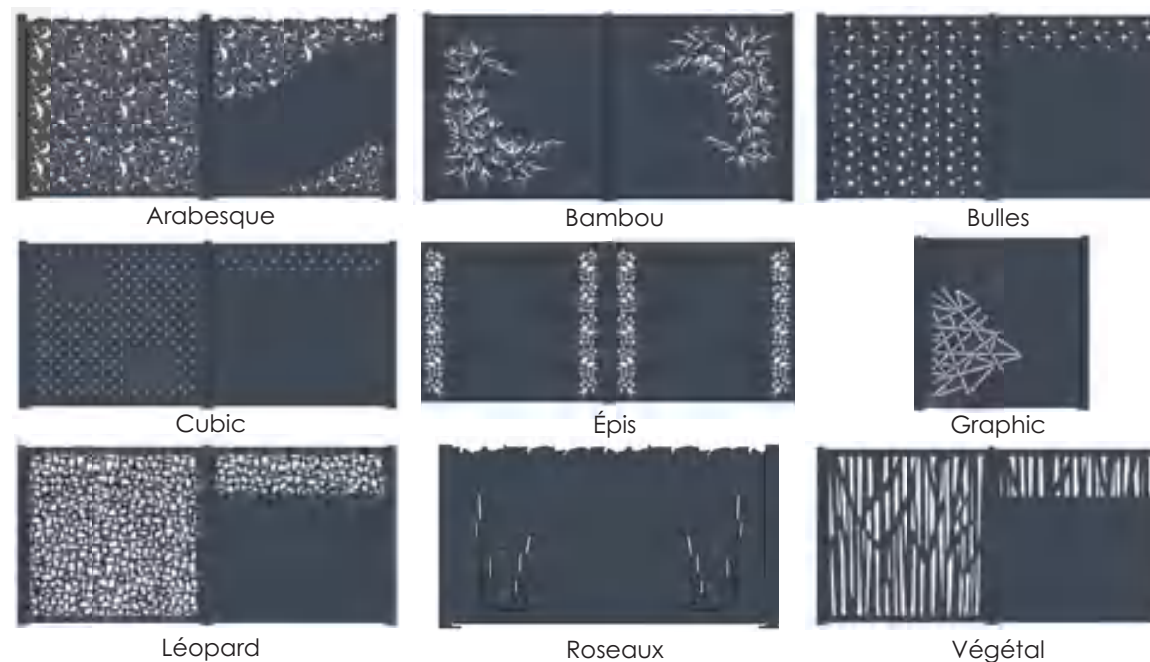 Arabesque
Bambou
Bulles
Cubic
Épis
Graphic
Léopard
Roseaux
Végétal